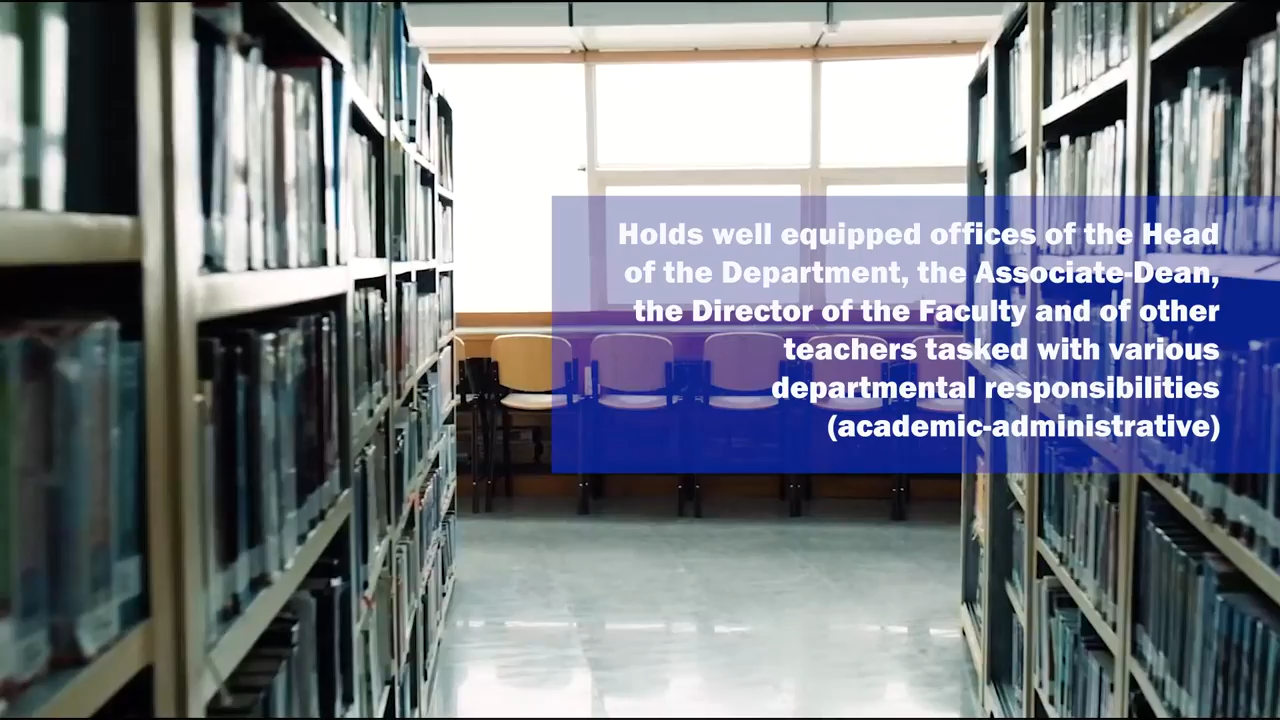 Holds well equipped offices of the Head
of the Department, the Associate-Dean,
the Director of the Faculty and of other
teachers tasked with various
departmental responsibilities
(academic-administrative)